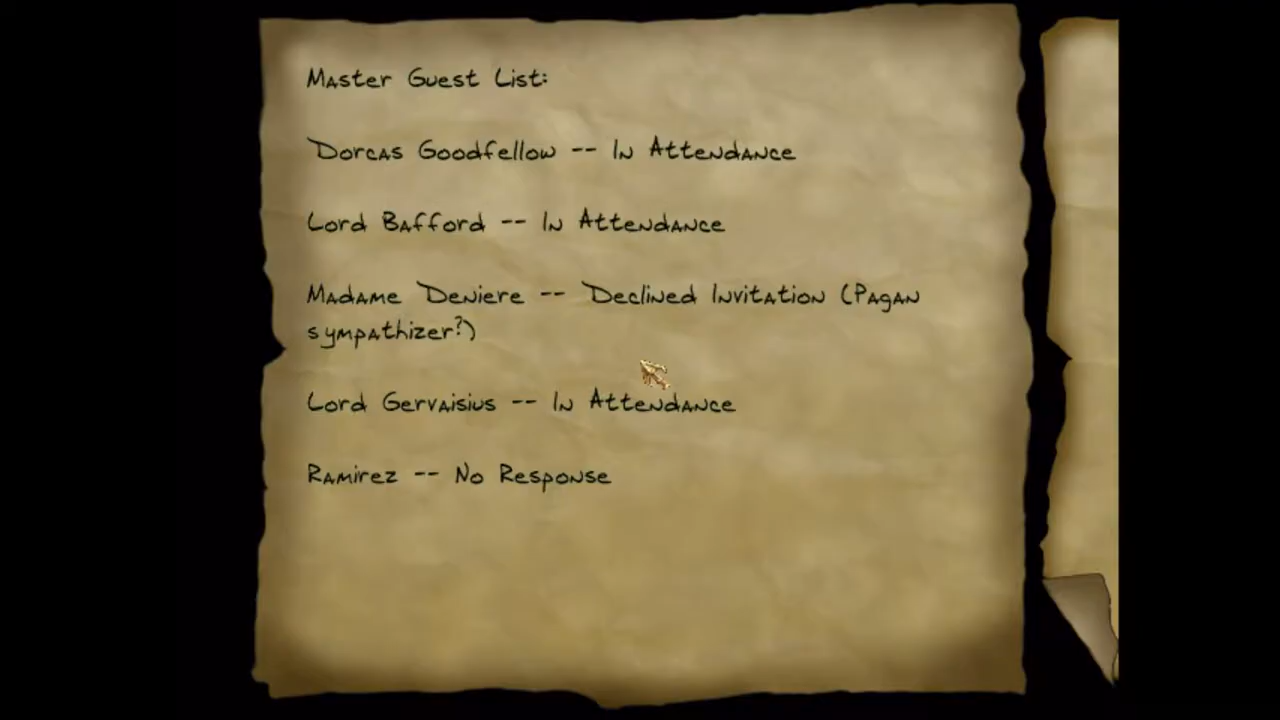 Master Guest List:
Dorcas Goodfellow -- In Attendance
Lord Bafford -- In Attendance
Madame Deniere -- Declined Invitation (Pagan
sympathizer?)
Lord Gervaisius -- In Attendance
Ramirez -- No Response